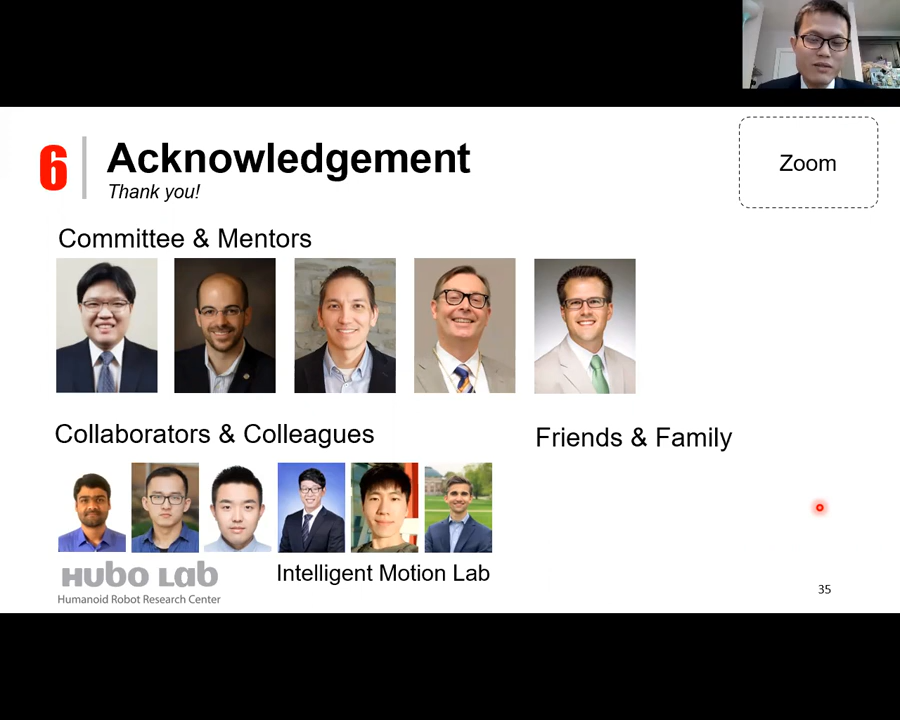 6
Acknowledgement
Thank you!
Zoom
Committee & Mentors
Collaborators & Colleagues
Friends & Family
HUBO LAB
Humanoid Robot Research Center
Intelligent Motion Lab
35